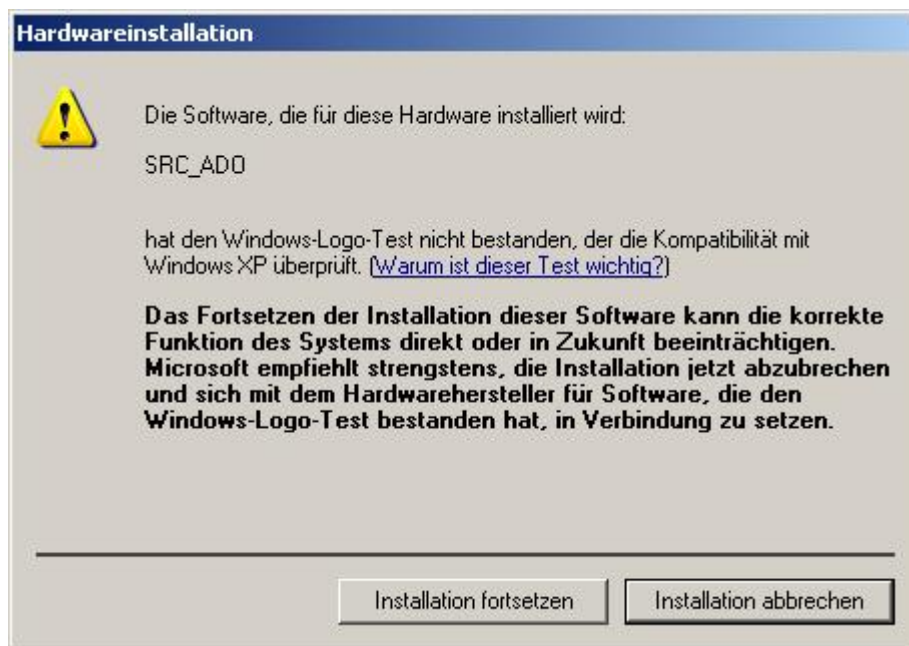 Hardwareinstallation
Die Software, die für diese Hardware installiert wird:
SRC_ADO
hat den Windows-Logo-Test nicht bestanden, der die Kompatibilität mit
Windows XP überprüft. (Warum ist dieser Test wichtig?)
Das Fortsetzen der Installation dieser Software kann die korrekte
Funktion des Systems direkt oder in Zukunft beeinträchtigen.
Microsoft empfiehlt strengstens, die Installation jetzt abzubrechen
und sich mit dem Hardwarehersteller für Software, die den
Windows-Logo-Test bestanden hat, in Verbindung zu setzen.
Installation fortsetzen
Installation abbrechen